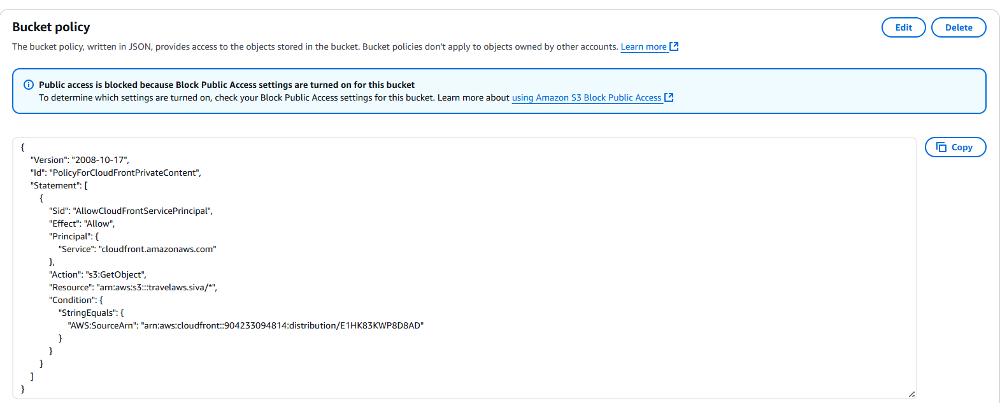 Bucket policy
Edit
Delete
The bucket policy, written in JSON, provides access to the objects stored in the bucket. Bucket policies don't apply to objects owned by other accounts. Learn more
Public access is blocked because Block Public Access settings are turned on for this bucket
To determine which settings are turned on, check your Block Public Access settings for this bucket. Learn more about using Amazon S3 Block Public Access
Copy
{
"Version": "2008-10-17",
"Id": "PolicyForCloudFrontPrivateContent",
"Statement": [
{
"Sid": "AllowCloudFrontServicePrincipal",
"Effect": "Allow",
"Principal": {
"Service": "cloudfront.amazonaws.com"
},
"Action": "s3:GetObject",
"Resource": "arn:aws:s3:::travelaws.siva/*",
"Condition": {
"StringEquals": {
"AWS:SourceArn": "arn:aws:cloudfront::904233094814:distribution/E1HK83KWP8D8AD"
}
}
}
]
}